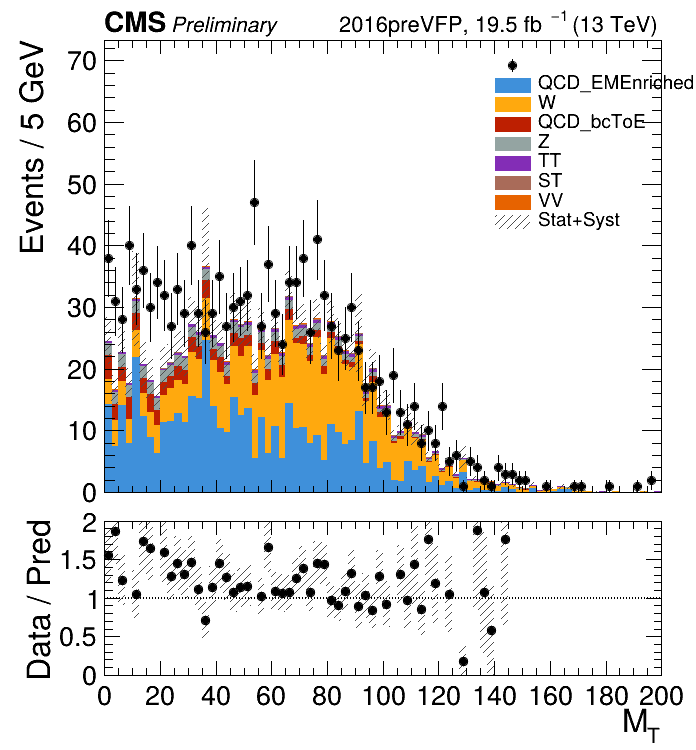 CMS Preliminary 2016preVFP, 19.5 fb⁻¹ (13 TeV)
Events / 5 GeV
70
60
50
40
30
20
10
0
QCD_EMEnriched
W
QCD_bcToE
Z
TT
ST
VV
Stat+Syst
Data / Pred
2
1.5
1
0.5
0
0 20 40 60 80 100 120 140 160 180 200
M_T